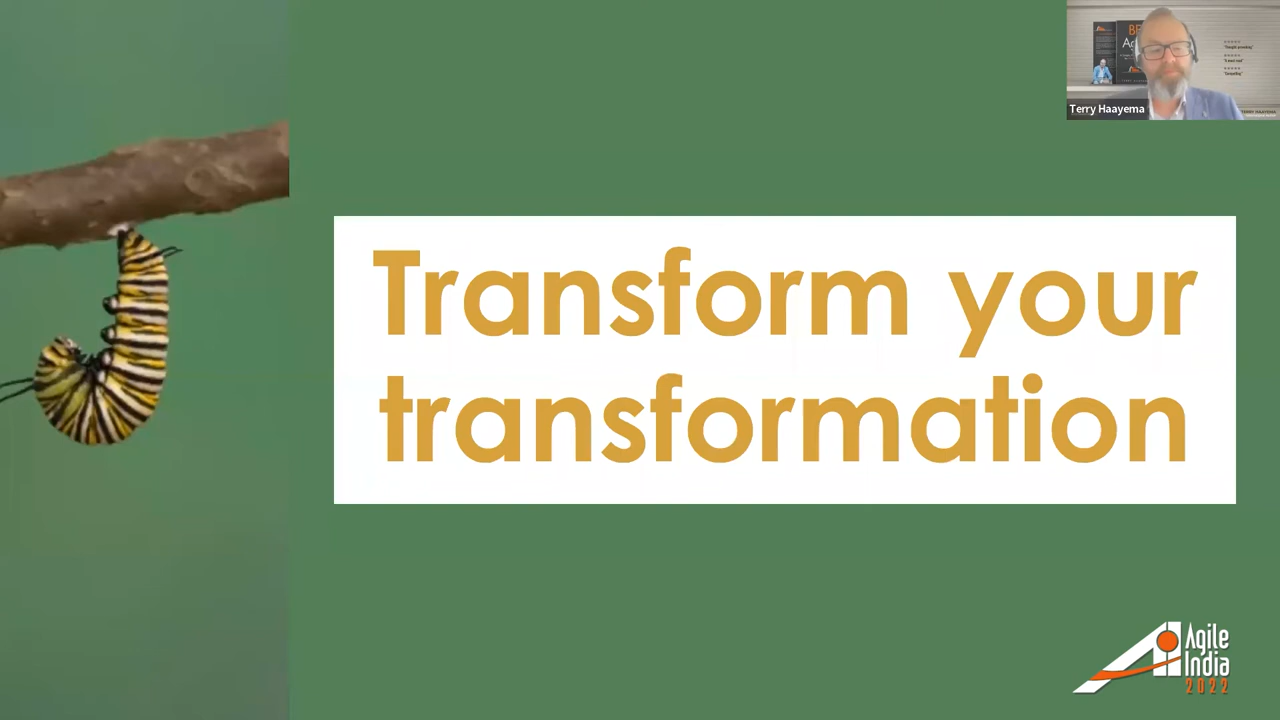 Terry Haayema
Transform your
transformation
Agile
India
2022